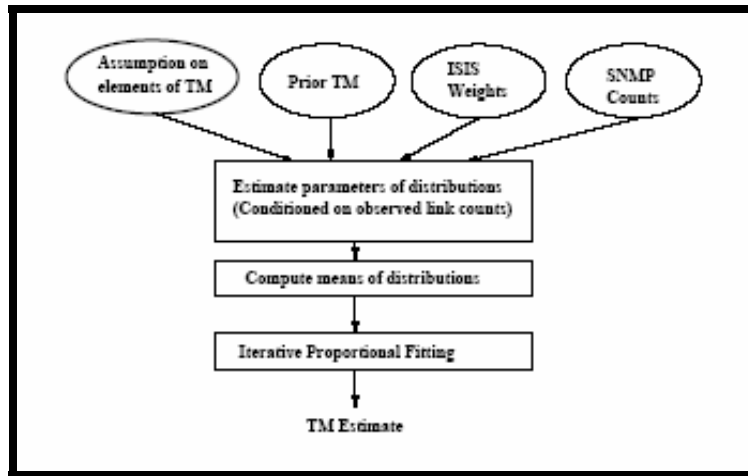 Assumption on
elements of TM
Prior TM
ISIS
Weights
SNMP
Counts
Estimate parameters of distributions
(Conditioned on observed link counts)
Compute means of distributions
Iterative Proportional Fitting
TM Estimate